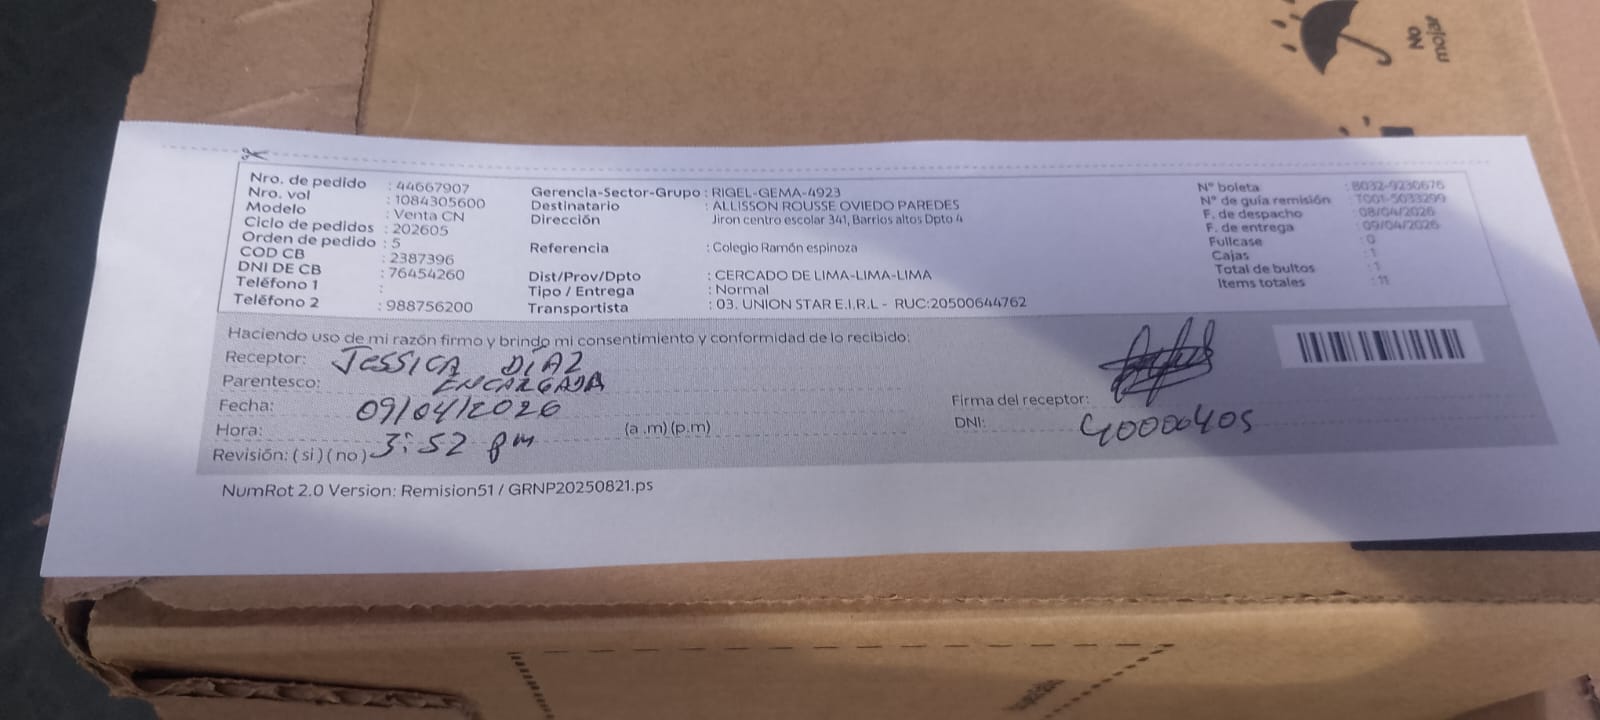 No
mojar
Nro. de pedido : 44667907
Nro. vol : 1084305600
Modelo : Venta CN
Ciclo de pedidos : 202605
Orden de pedido : 5
COD CB : 2387396
DNI DE CB : 76454260
Teléfono 1 :
Teléfono 2 : 988756200
Gerencia-Sector-Grupo : RIGEL-GEMA-4923
Destinatario : ALLISSON ROUSSE OVIEDO PAREDES
Dirección Jiron centro escolar 341, Barrios altos Dpto 4
Referencia : Colegio Ramón espinoza
Dist/Prov/Dpto : CERCADO DE LIMA-LIMA-LIMA
Tipo / Entrega : Normal
Transportista : 03. UNION STAR E.I.R.L - RUC:20500644762
N° boleta : B032-9230676
N° de guía remisión : T001-5033299
F. de despacho : 08/04/2026
F. de entrega : 09/04/2026
Fullcase : 0
Cajas : 1
Total de bultos : 1
Items totales : 11
Haciendo uso de mi razón firmo y brindo mi consentimiento y conformidad de lo recibido:
Receptor: JESSICA DÍAZ
Parentesco: ENCARGADA
Fecha: 09/04/2026
Hora: 3:52 pm (a .m) (p.m)
Revisión: ( si ) ( no )
Firma del receptor:
DNI: 40000405
NumRot 2.0 Version: Remision51 / GRNP20250821.ps